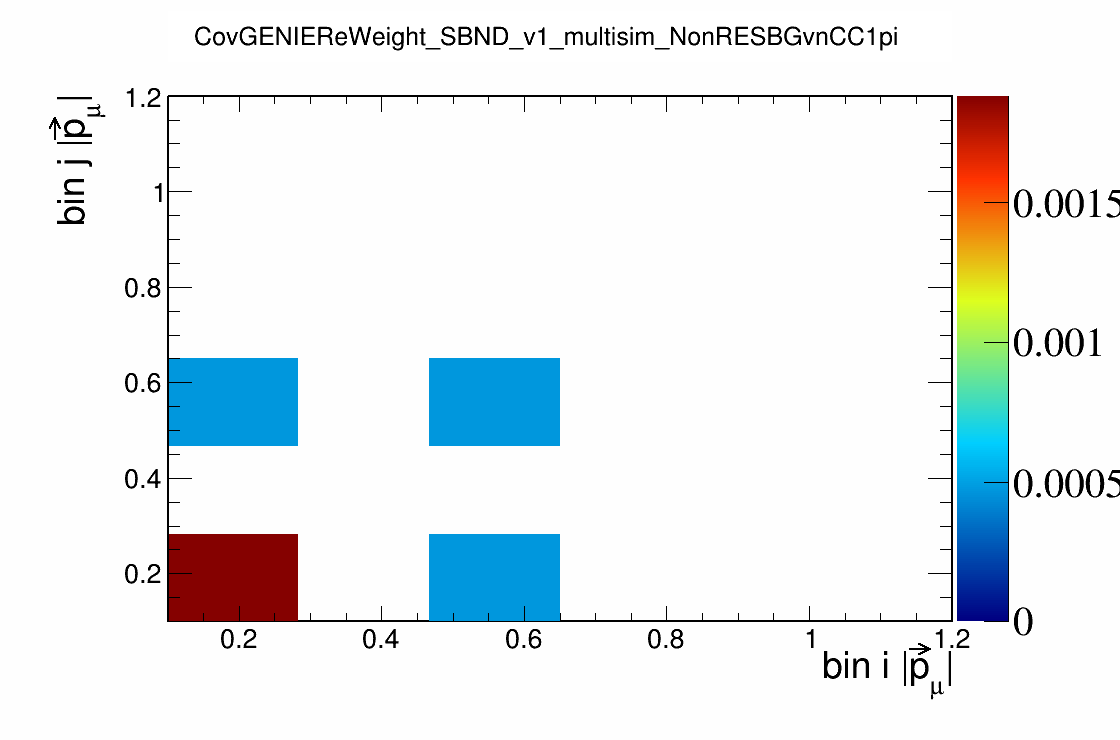 CovGENIEReWeight_SBND_v1_multisim_NonRESBGvnCC1pi
bin j |p⃗μ|
1.2
1
0.8
0.6
0.4
0.2
0.2 0.4 0.6 0.8 1 1.2
bin i |p⃗μ|
0.0015
0.001
0.0005
0